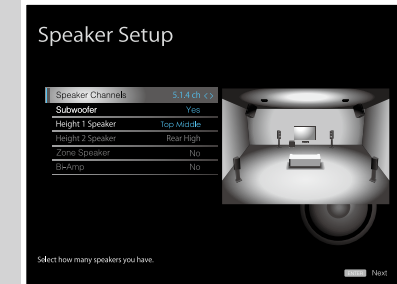 Speaker Setup
Speaker Channels 5.1.4 ch <>
Subwoofer Yes
Height 1 Speaker Top Middle
Height 2 Speaker Rear High
Zone Speaker No
Bi-Amp No
Select how many speakers you have.
ENTER Next